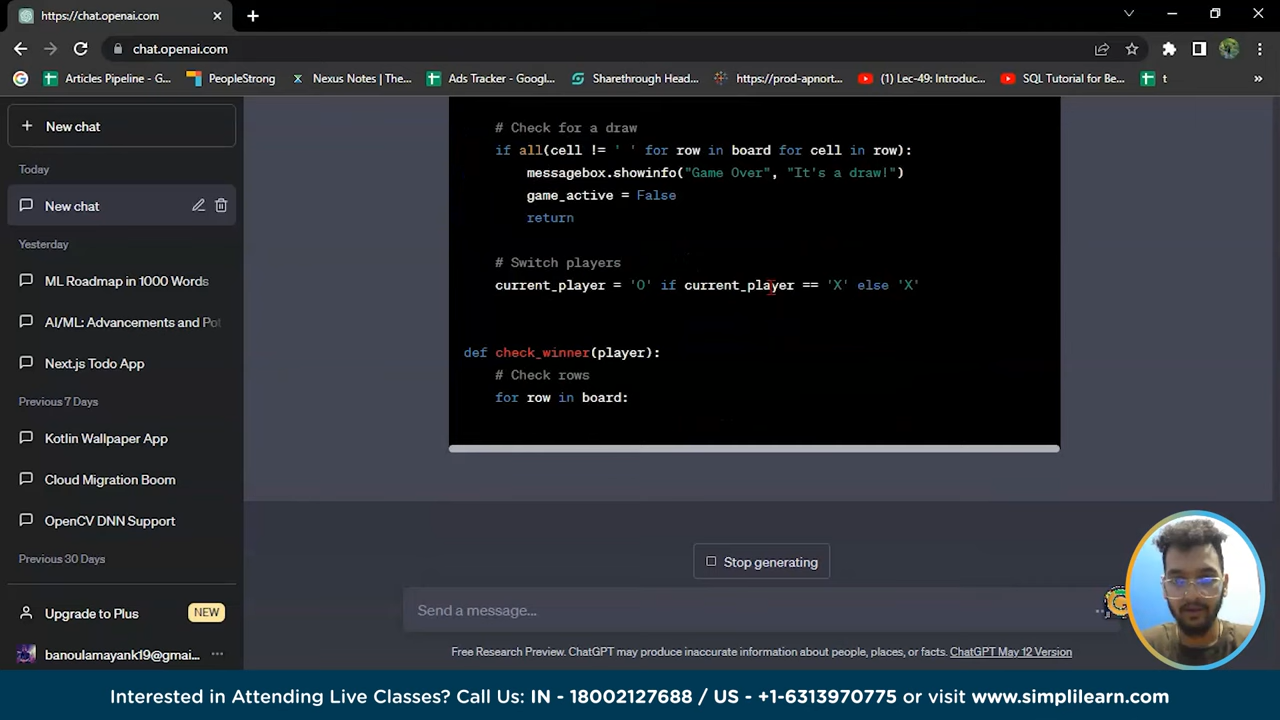 https://chat.openai.com
chat.openai.com
Articles Pipeline - G...
PeopleStrong
Nexus Notes | The...
Ads Tracker - Googl...
Sharethrough Head...
https://prod-apnort...
(1) Lec-49: Introduc...
SQL Tutorial for Be...
t
»
+ New chat
Today
New chat
Yesterday
ML Roadmap in 1000 Words
AI/ML: Advancements and Pot
Next.js Todo App
Previous 7 Days
Kotlin Wallpaper App
Cloud Migration Boom
OpenCV DNN Support
Previous 30 Days
Upgrade to Plus
NEW
banoulamayank19@gmai...
# Check for a draw
if all(cell != ' ' for row in board for cell in row):
messagebox.showinfo("Game Over", "It's a draw!")
game_active = False
return
# Switch players
current_player = 'O' if current_player == 'X' else 'X'
def check_winner(player):
# Check rows
for row in board:
Stop generating
Send a message...
Free Research Preview. ChatGPT may produce inaccurate information about people, places, or facts. ChatGPT May 12 Version
Interested in Attending Live Classes? Call Us: IN - 18002127688 / US - +1-6313970775 or visit www.simplilearn.com